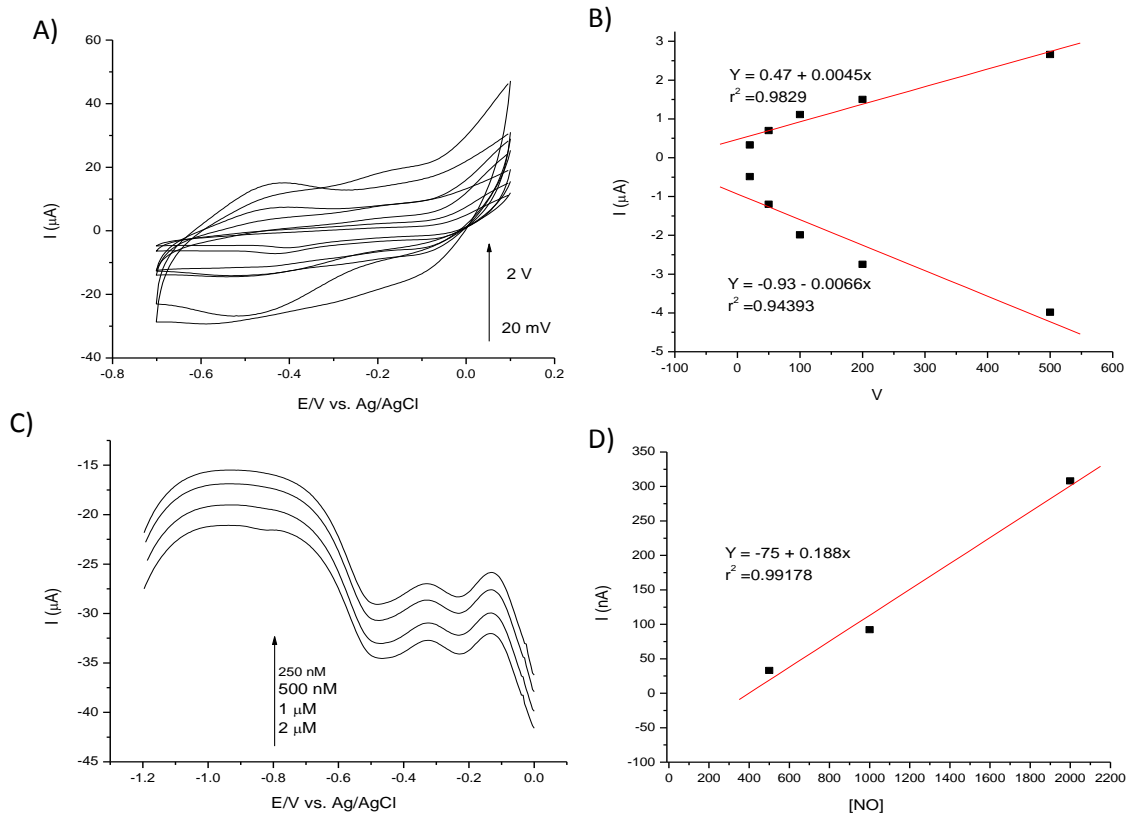 A)
60
40
20
0
-20
-40
I (μA)
-0.8 -0.6 -0.4 -0.2 0.0 0.2
E/V vs. Ag/AgCl
2 V
20 mV
B)
3
2
1
0
-1
-2
-3
-4
-5
I (μA)
-100 0 100 200 300 400 500 600
V
Y = 0.47 + 0.0045x
r² =0.9829
Y = -0.93 - 0.0066x
r² =0.94393
C)
-15
-20
-25
-30
-35
-40
-45
I (μA)
-1.2 -1.0 -0.8 -0.6 -0.4 -0.2 0.0
E/V vs. Ag/AgCl
250 nM
500 nM
1 μM
2 μM
D)
350
300
250
200
150
100
50
0
-50
-100
I (nA)
0 200 400 600 800 1000 1200 1400 1600 1800 2000 2200
[NO]
Y = -75 + 0.188x
r² =0.99178